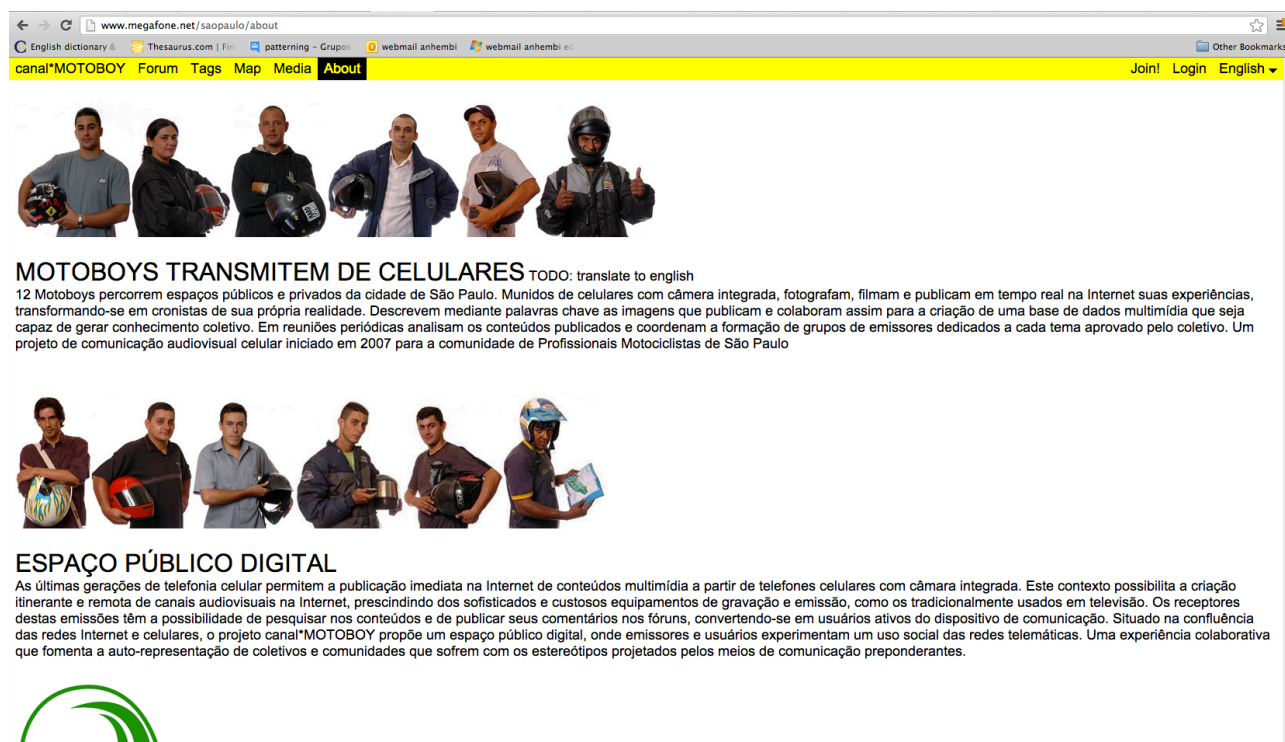 www.megafone.net/saopaulo/about
English dictionary & Thesaurus.com | Fin patterning – Grupos webmail anhembi webmail anhembi ed Other Bookmarks
canal*MOTOBOY Forum Tags Map Media About Join! Login English
MOTOBOYS TRANSMITEM DE CELULARES TODO: translate to english
12 Motoboys percorrem espaços públicos e privados da cidade de São Paulo. Munidos de celulares com câmera integrada, fotografam, filmam e publicam em tempo real na Internet suas experiências,
transformando-se em cronistas de sua própria realidade. Descrevem mediante palavras chave as imagens que publicam e colaboram assim para a criação de uma base de dados multimídia que seja
capaz de gerar conhecimento coletivo. Em reuniões periódicas analisam os conteúdos publicados e coordenam a formação de grupos de emissores dedicados a cada tema aprovado pelo coletivo. Um
projeto de comunicação audiovisual celular iniciado em 2007 para a comunidade de Profissionais Motociclistas de São Paulo
ESPAÇO PÚBLICO DIGITAL
As últimas gerações de telefonia celular permitem a publicação imediata na Internet de conteúdos multimídia a partir de telefones celulares com câmara integrada. Este contexto possibilita a criação
itinerante e remota de canais audiovisuais na Internet, prescindindo dos sofisticados e custosos equipamentos de gravação e emissão, como os tradicionalmente usados em televisão. Os receptores
destas emissões têm a possibilidade de pesquisar nos conteúdos e de publicar seus comentários nos fóruns, convertendo-se em usuários ativos do dispositivo de comunicação. Situado na confluência
das redes Internet e celulares, o projeto canal*MOTOBOY propõe um espaço público digital, onde emissores e usuários experimentam um uso social das redes telemáticas. Uma experiência colaborativa
que fomenta a auto-representação de coletivos e comunidades que sofrem com os estereótipos projetados pelos meios de comunicação preponderantes.